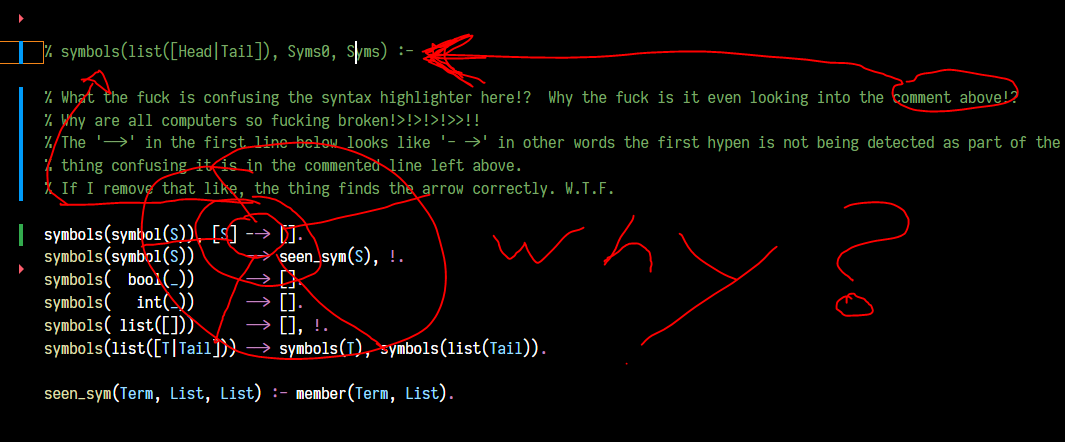 % symbols(list([Head|Tail]), Syms0, Syms) :-
% What the fuck is confusing the syntax highlighter here!?  Why the fuck is it even looking into the comment above!?
% Why are all computers so fucking broken!>!>!>!>>!!
% The '-->' in the first line below looks like '- ->' in other words the first hypen is not being detected as part of the
% thing confusing it is in the commented line left above.
% If I remove that like, the thing finds the arrow correctly. W.T.F.
symbols(symbol(S)), [S] --> [].
symbols(symbol(S))      --> seen_sym(S), !.
symbols(  bool(_))      --> [].
symbols(   int(_))      --> [].
symbols( list([]))      --> [], !.
symbols(list([T|Tail])) --> symbols(T), symbols(list(Tail)).
why?
seen_sym(Term, List, List) :- member(Term, List).